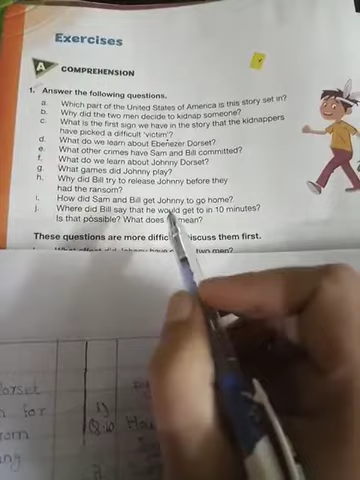 Exercises
A COMPREHENSION
1. Answer the following questions.
a. Which part of the United States of America is this story set in?
b. Why did the two men decide to kidnap someone?
c. What is the first sign we have in the story that the kidnappers
have picked a difficult 'victim'?
d. What do we learn about Ebenezer Dorset?
e. What other crimes have Sam and Bill committed?
f. What do we learn about Johnny Dorset?
g. What games did Johnny play?
h. Why did Bill try to release Johnny before they
had the ransom?
i. How did Sam and Bill get Johnny to go home?
j. Where did Bill say that he would get to in 10 minutes?
Is that possible? What does mean?
These questions are more discuss them first.
What effect did have two men?
Dorset
for